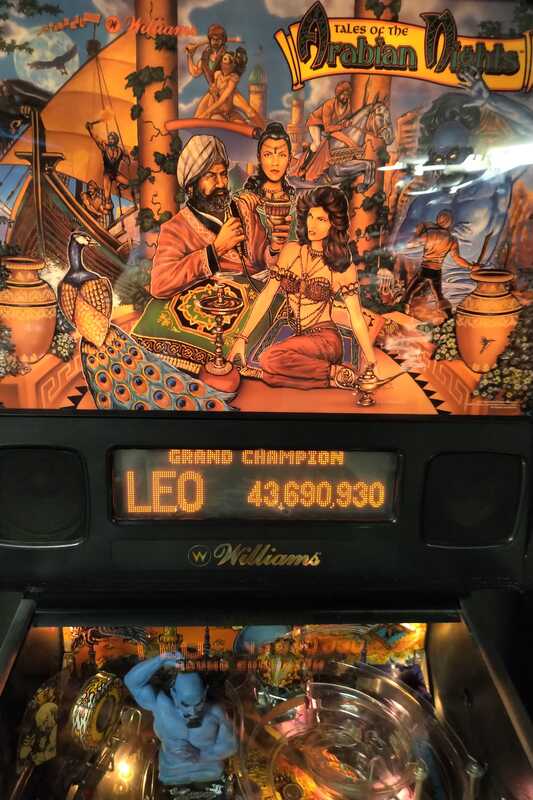 Williams
TALES OF THE
Arabian Nights
GRAND CHAMPION
LEO 43,690,930
W Williams